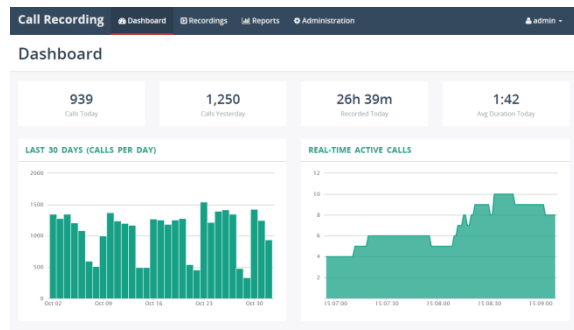 Call Recording Dashboard Recordings Reports Administration admin
Dashboard
939 1,250 26h 39m 1:42
Calls Today Calls Yesterday Recorded Today Avg Duration Today
LAST 30 DAYS (CALLS PER DAY)
2000
1500
1000
500
0
Oct 02 Oct 09 Oct 16 Oct 23 Oct 30
REAL-TIME ACTIVE CALLS
12
10
8
6
4
2
15:07:00 15:07:30 15:08:00 15:08:30 15:09:00